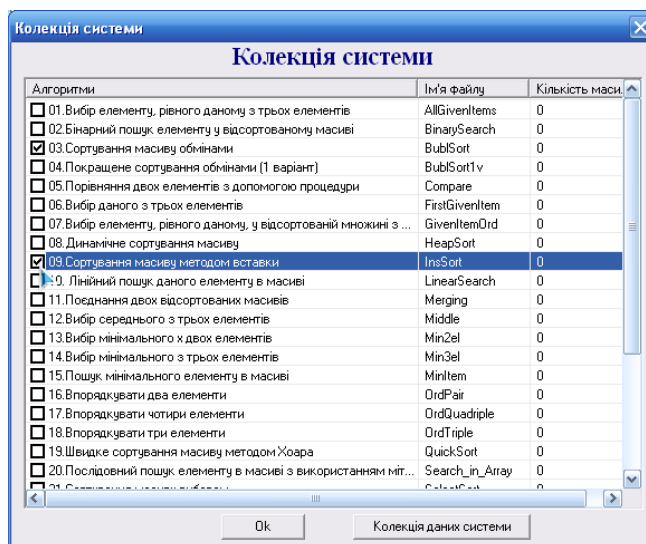 Колекція системи
Колекція системи
Алгоритми Ім'я файлу Кількість маси.
01.Вибір елементу, рівного даному з трьох елементів AllGivenItems 0
02.Бінарний пошук елементу у відсортованому масиві BinarySearch 0
03.Сортування масиву обмінами BublSort 0
04.Покращене сортування обмінами (1 варіант) BublSort1v 0
05.Порівняння двох елементів з допомогою процедури Compare 0
06.Вибір даного з трьох елементів FirstGivenItem 0
07.Вибір елементу, рівного даному, у відсортованій множині з ... GivenItemOrd 0
08.Динамічне сортування масиву HeapSort 0
09.Сортування масиву методом вставки InsSort 0
10. Лінійний пошук даного елементу в масиві LinearSearch 0
11.Поєднання двох відсортованих масивів Merging 0
12.Вибір середнього з трьох елементів Middle 0
13.Вибір мінімального х двох елементів Min2el 0
14.Вибір мінімального з трьох елементів Min3el 0
15.Пошук мінімального елементу в масиві MinItem 0
16.Впорядкувати два елементи OrdPair 0
17.Впорядкувати чотири елементи OrdQuadriple 0
18.Впорядкувати три елементи OrdTriple 0
19.Швидке сортування масиву методом Хоара QuickSort 0
20.Послідовний пошук елементу в масиві з використанням міт... Search_in_Array 0
21.Сортування масиву вибором SelectSort 0
Ok Колекція даних системи